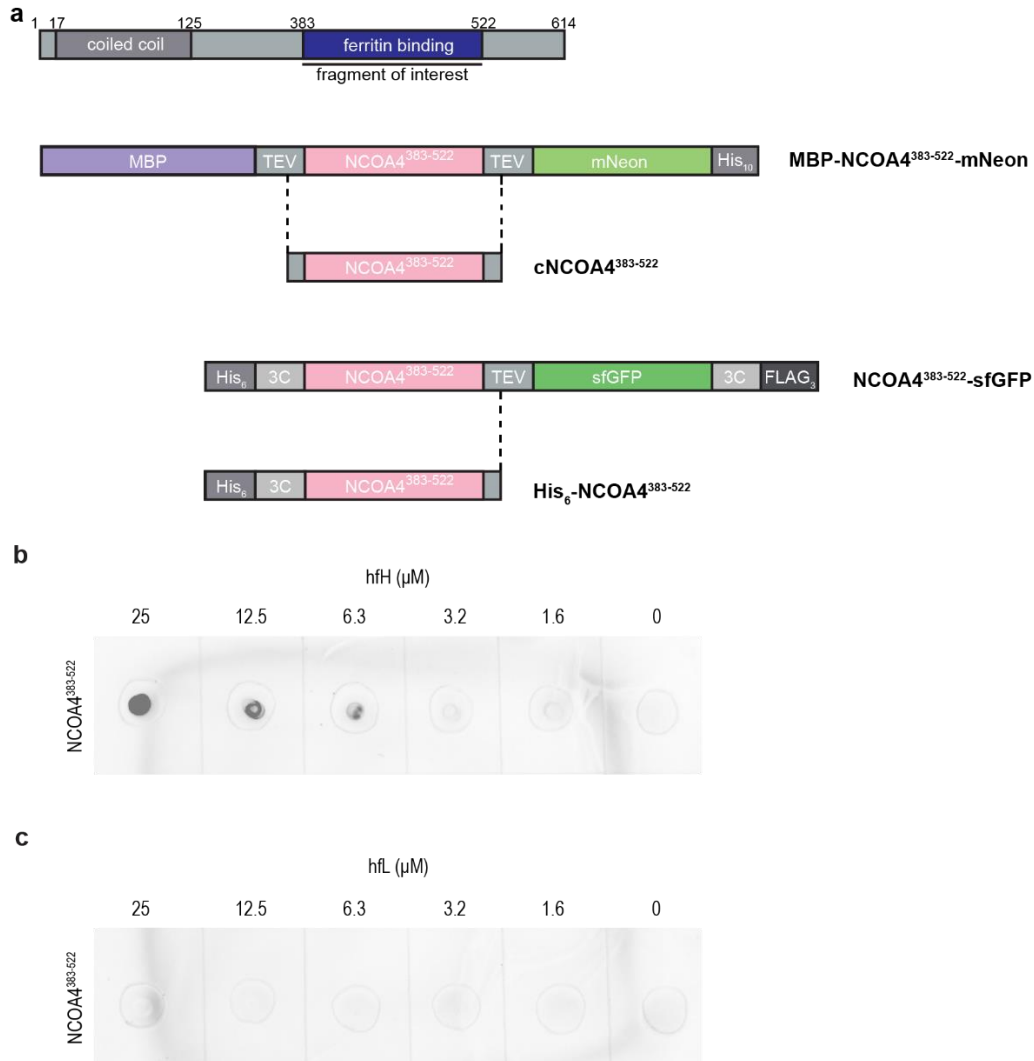 a
1 17 125 383 522 614
coiled coil ferritin binding
fragment of interest
MBP TEV NCOA4³⁸³⁻⁵²² TEV mNeon His₁₀ MBP-NCOA4³⁸³⁻⁵²²-mNeon
NCOA4³⁸³⁻⁵²² cNCOA4³⁸³⁻⁵²²
His₆ 3C NCOA4³⁸³⁻⁵²² TEV sfGFP 3C FLAG₃ NCOA4³⁸³⁻⁵²²-sfGFP
His₆ 3C NCOA4³⁸³⁻⁵²² His₆-NCOA4³⁸³⁻⁵²²
b
hfH (µM)
25 12.5 6.3 3.2 1.6 0
NCOA4³⁸³⁻⁵²²
c
hfL (µM)
25 12.5 6.3 3.2 1.6 0
NCOA4³⁸³⁻⁵²²